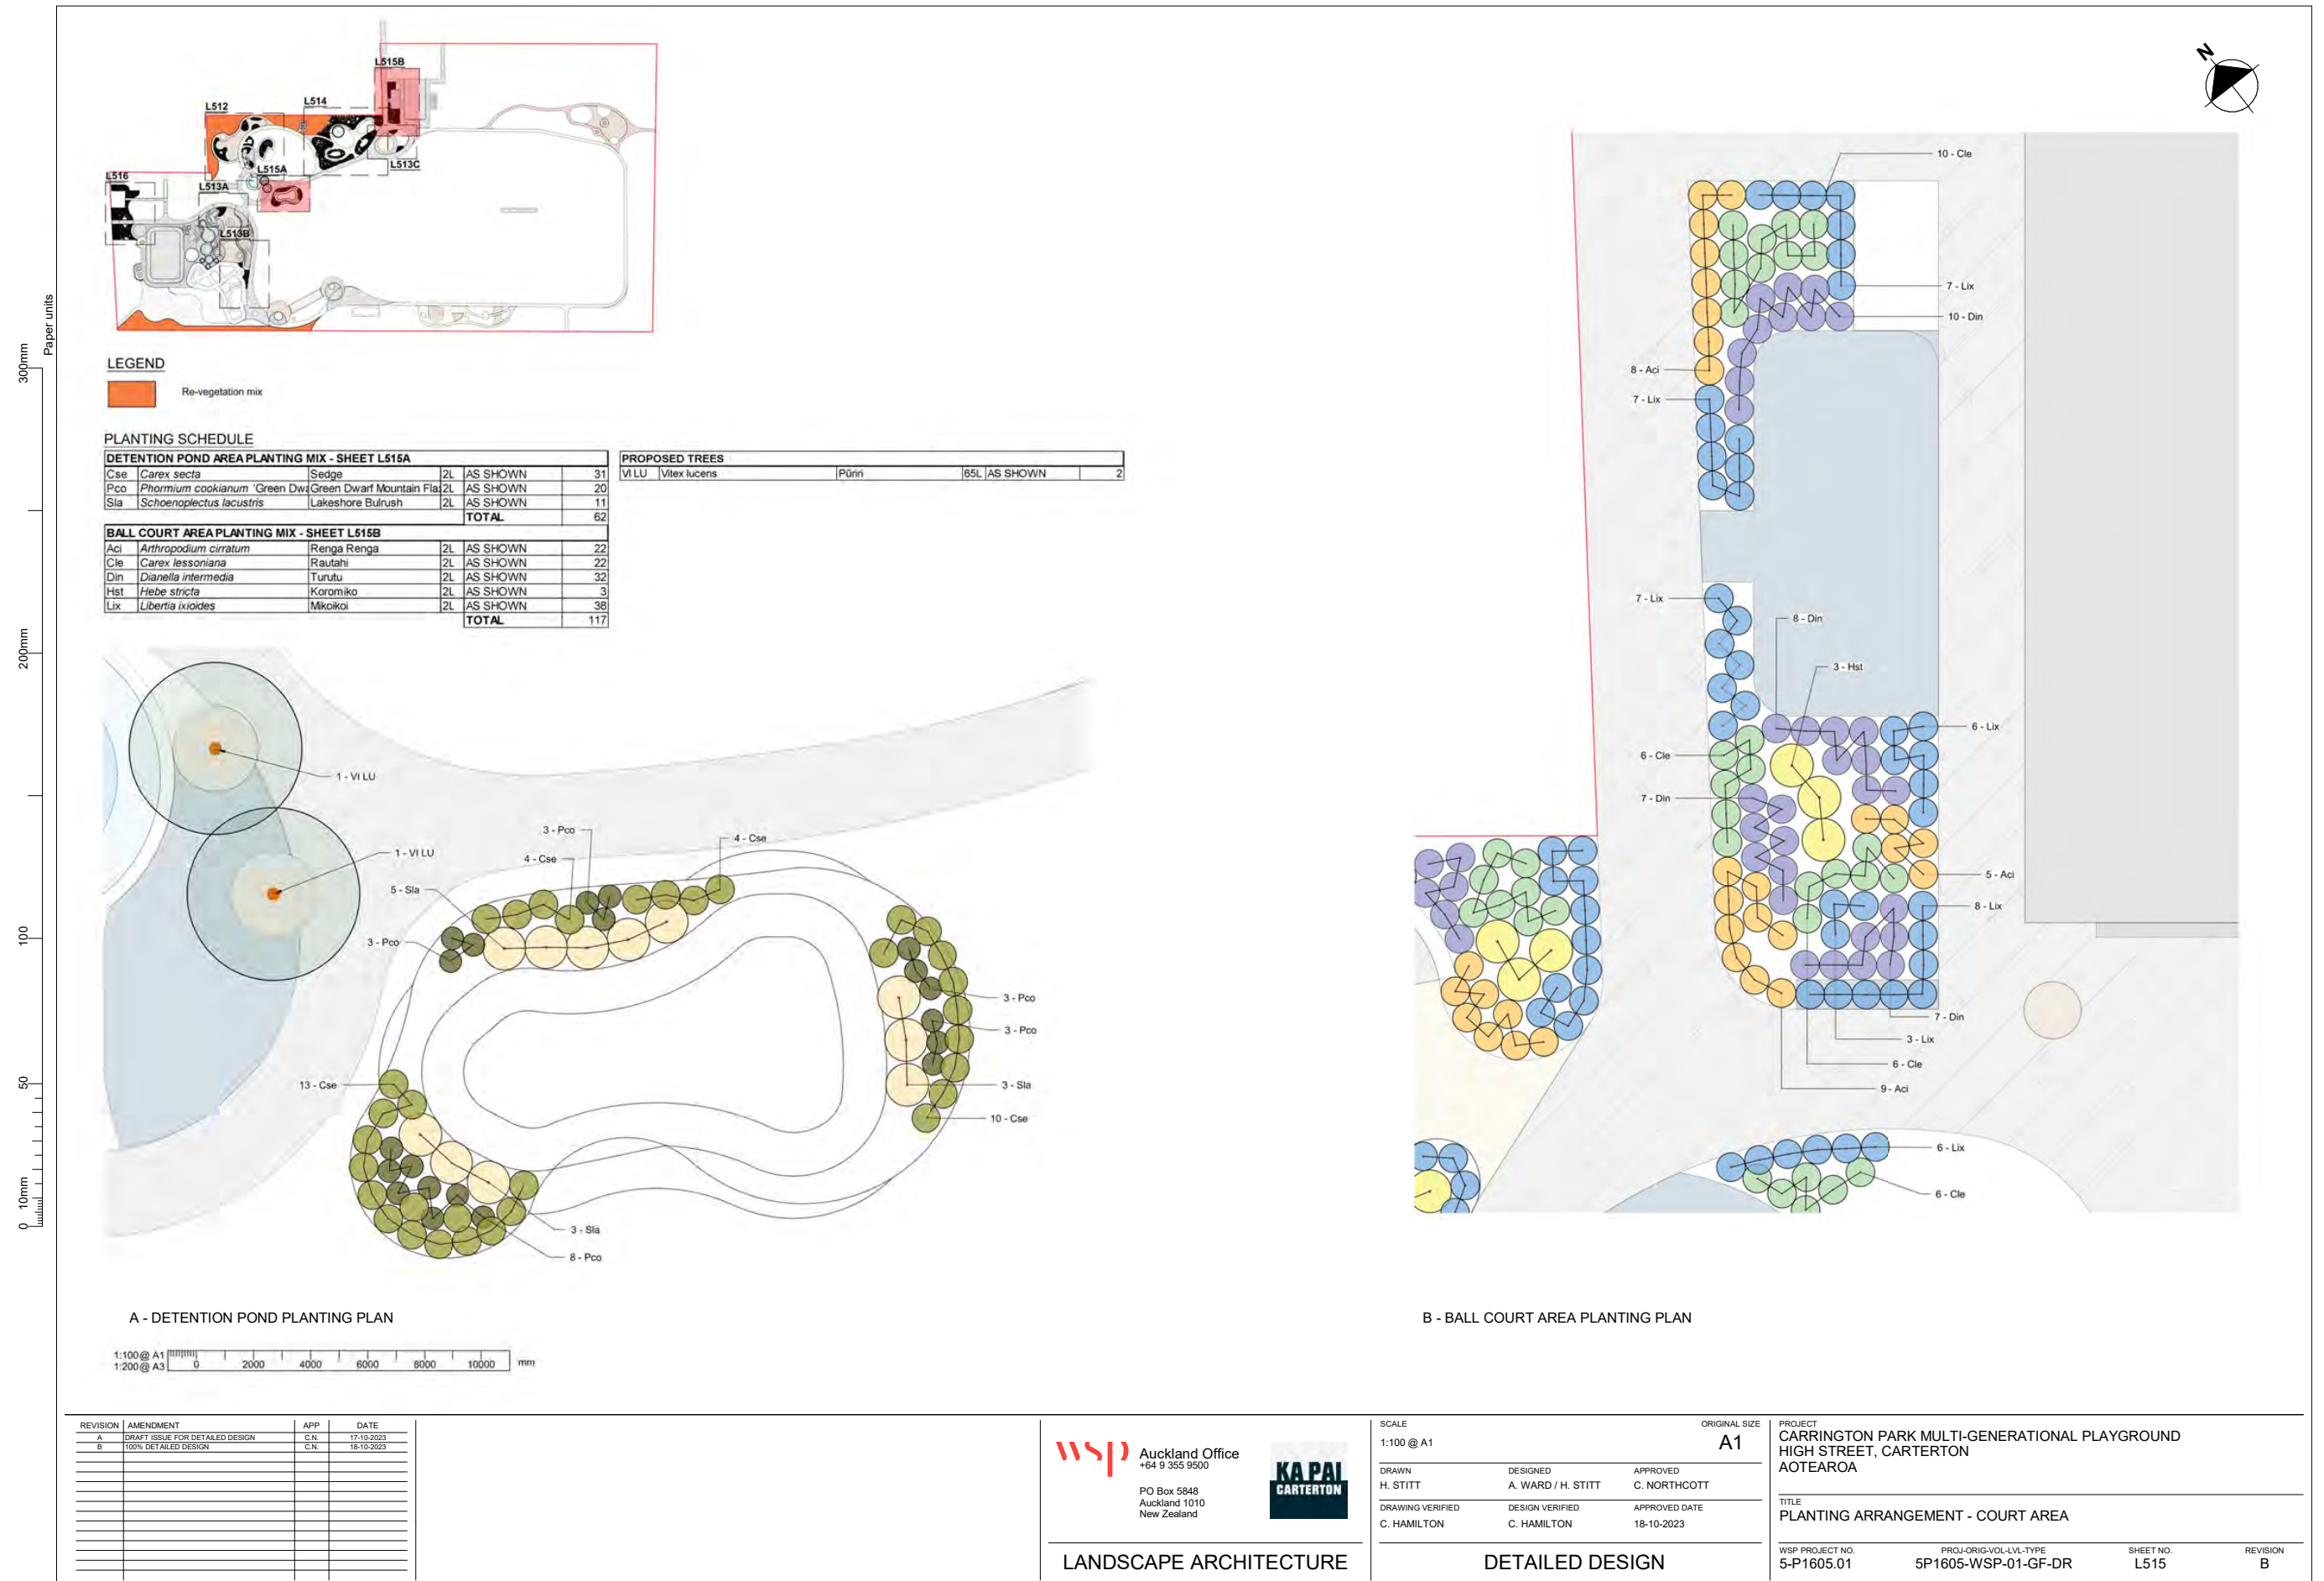 N
L515B
L512
L514
L513C
L515A
L516
L513A
L513B
Paper units
300mm
200mm
100
50
10mm
0
LEGEND
Re-vegetation mix
PLANTING SCHEDULE
DETENTION POND AREA PLANTING MIX - SHEET L515A
Cse Carex secta Sedge 2L AS SHOWN 31
Pco Phormium cookianum 'Green Dwa Green Dwarf Mountain Fla 2L AS SHOWN 20
Sla Schoenoplectus lacustris Lakeshore Bulrush 2L AS SHOWN 11
TOTAL 62
BALL COURT AREA PLANTING MIX - SHEET L515B
Aci Arthropodium cirratum Renga Renga 2L AS SHOWN 22
Cle Carex lessoniana Rautahi 2L AS SHOWN 22
Din Dianella intermedia Turutu 2L AS SHOWN 32
Hst Hebe stricta Koromiko 2L AS SHOWN 3
Lix Libertia ixioides Mikoikoi 2L AS SHOWN 38
TOTAL 117
PROPOSED TREES
VI LU Vitex lucens Pūriri 65L AS SHOWN 2
1 - VI LU
1 - VI LU
3 - Pco
4 - Cse
4 - Cse
5 - Sla
3 - Pco
3 - Pco
3 - Pco
3 - Sla
10 - Cse
13 - Cse
3 - Sla
8 - Pco
A - DETENTION POND PLANTING PLAN
1:100@ A1
1:200@ A3
0 2000 4000 6000 8000 10000 mm
10 - Cle
7 - Lix
10 - Din
8 - Aci
7 - Lix
7 - Lix
8 - Din
3 - Hst
6 - Lix
6 - Cle
7 - Din
5 - Aci
8 - Lix
7 - Din
3 - Lix
6 - Cle
9 - Aci
6 - Lix
6 - Cle
B - BALL COURT AREA PLANTING PLAN
REVISION AMENDMENT APP DATE
A DRAFT ISSUE FOR DETAILED DESIGN C.N. 17-10-2023
B 100% DETAILED DESIGN C.N. 18-10-2023
wsp
Auckland Office
+64 9 355 9500
PO Box 5848
Auckland 1010
New Zealand
KA PAI
CARTERTON
LANDSCAPE ARCHITECTURE
SCALE
1:100 @ A1
ORIGINAL SIZE
A1
DRAWN DESIGNED APPROVED
H. STITT A. WARD / H. STITT C. NORTHCOTT
DRAWING VERIFIED DESIGN VERIFIED APPROVED DATE
C. HAMILTON C. HAMILTON 18-10-2023
DETAILED DESIGN
PROJECT
CARRINGTON PARK MULTI-GENERATIONAL PLAYGROUND
HIGH STREET, CARTERTON
AOTEAROA
TITLE
PLANTING ARRANGEMENT - COURT AREA
WSP PROJECT NO. PROJ-ORIG-VOL-LVL-TYPE SHEET NO. REVISION
5-P1605.01 5P1605-WSP-01-GF-DR L515 B